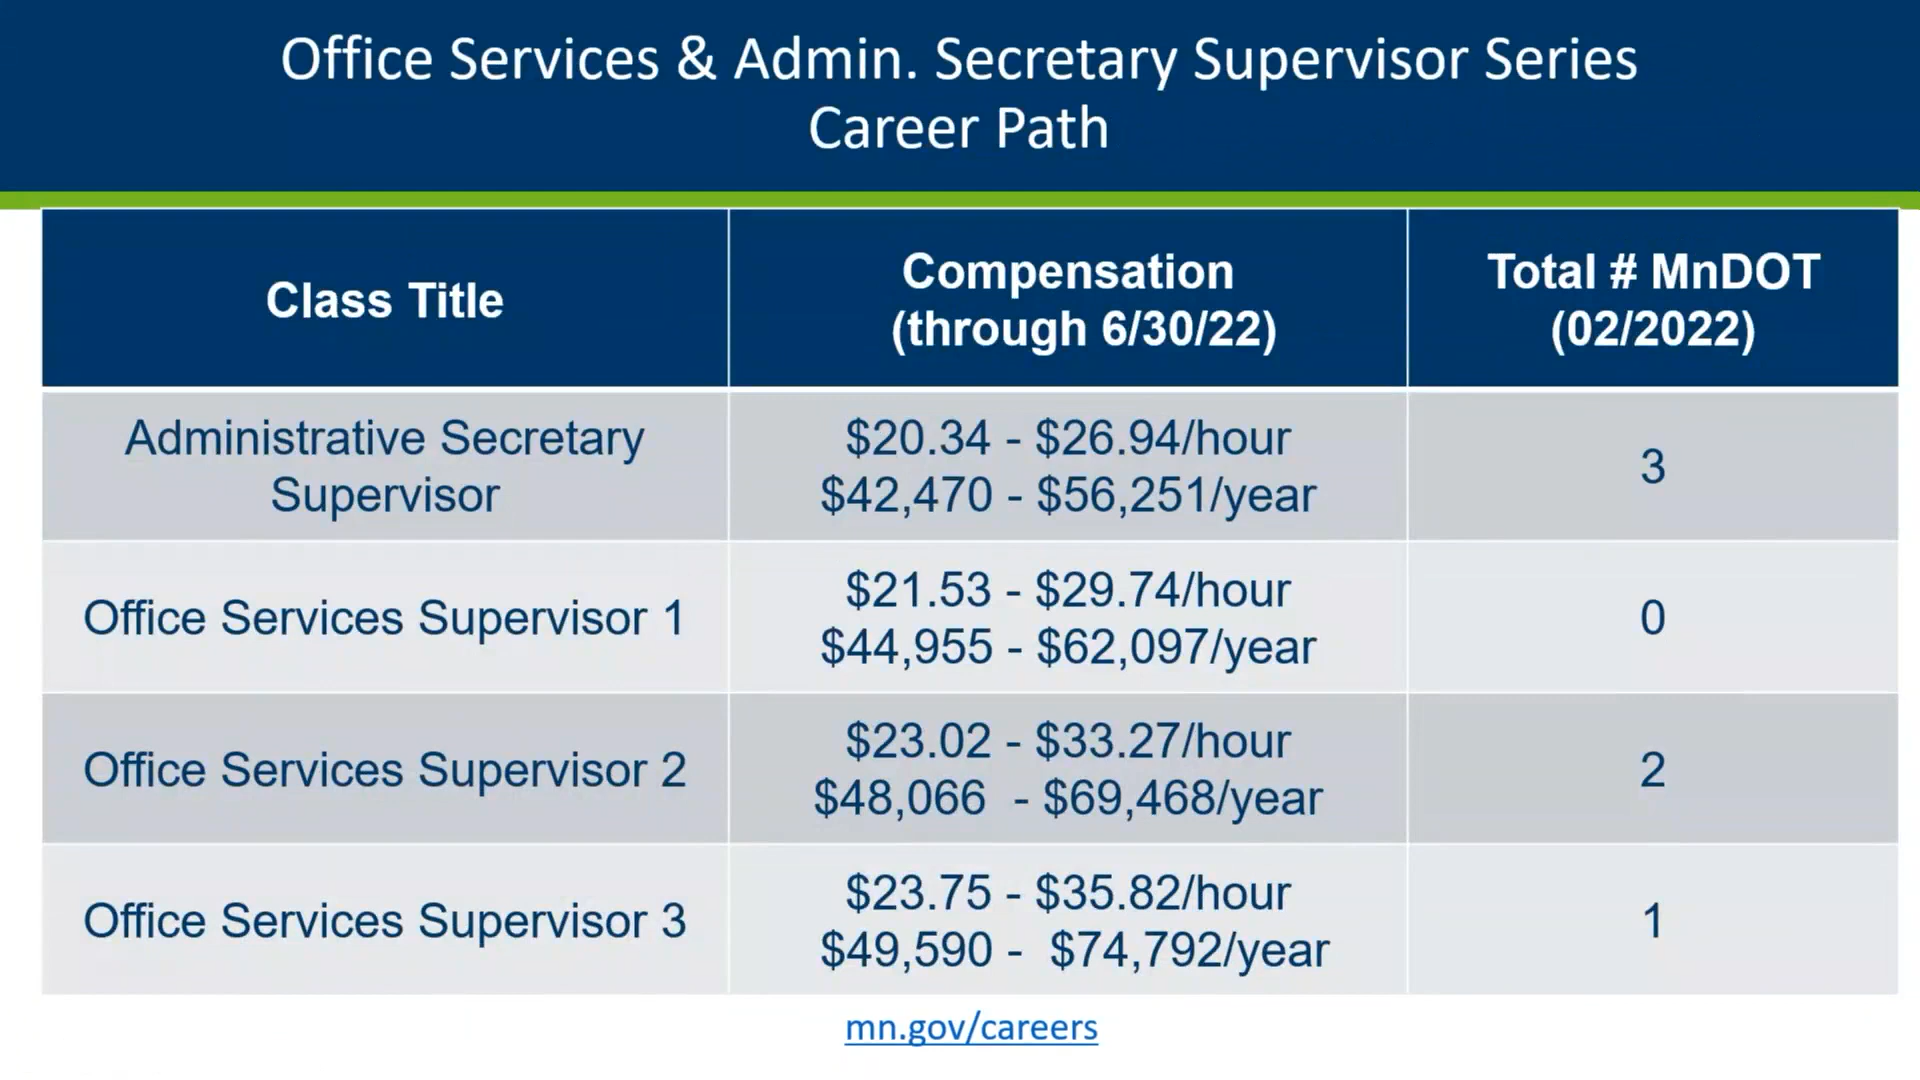 Office Services & Admin. Secretary Supervisor Series
Career Path
Class Title
Compensation
(through 6/30/22)
Total # MnDOT
(02/2022)
Administrative Secretary
Supervisor
$20.34 - $26.94/hour
$42,470 - $56,251/year
3
Office Services Supervisor 1
$21.53 - $29.74/hour
$44,955 - $62,097/year
0
Office Services Supervisor 2
$23.02 - $33.27/hour
$48,066 - $69,468/year
2
Office Services Supervisor 3
$23.75 - $35.82/hour
$49,590 - $74,792/year
1
mn.gov/careers